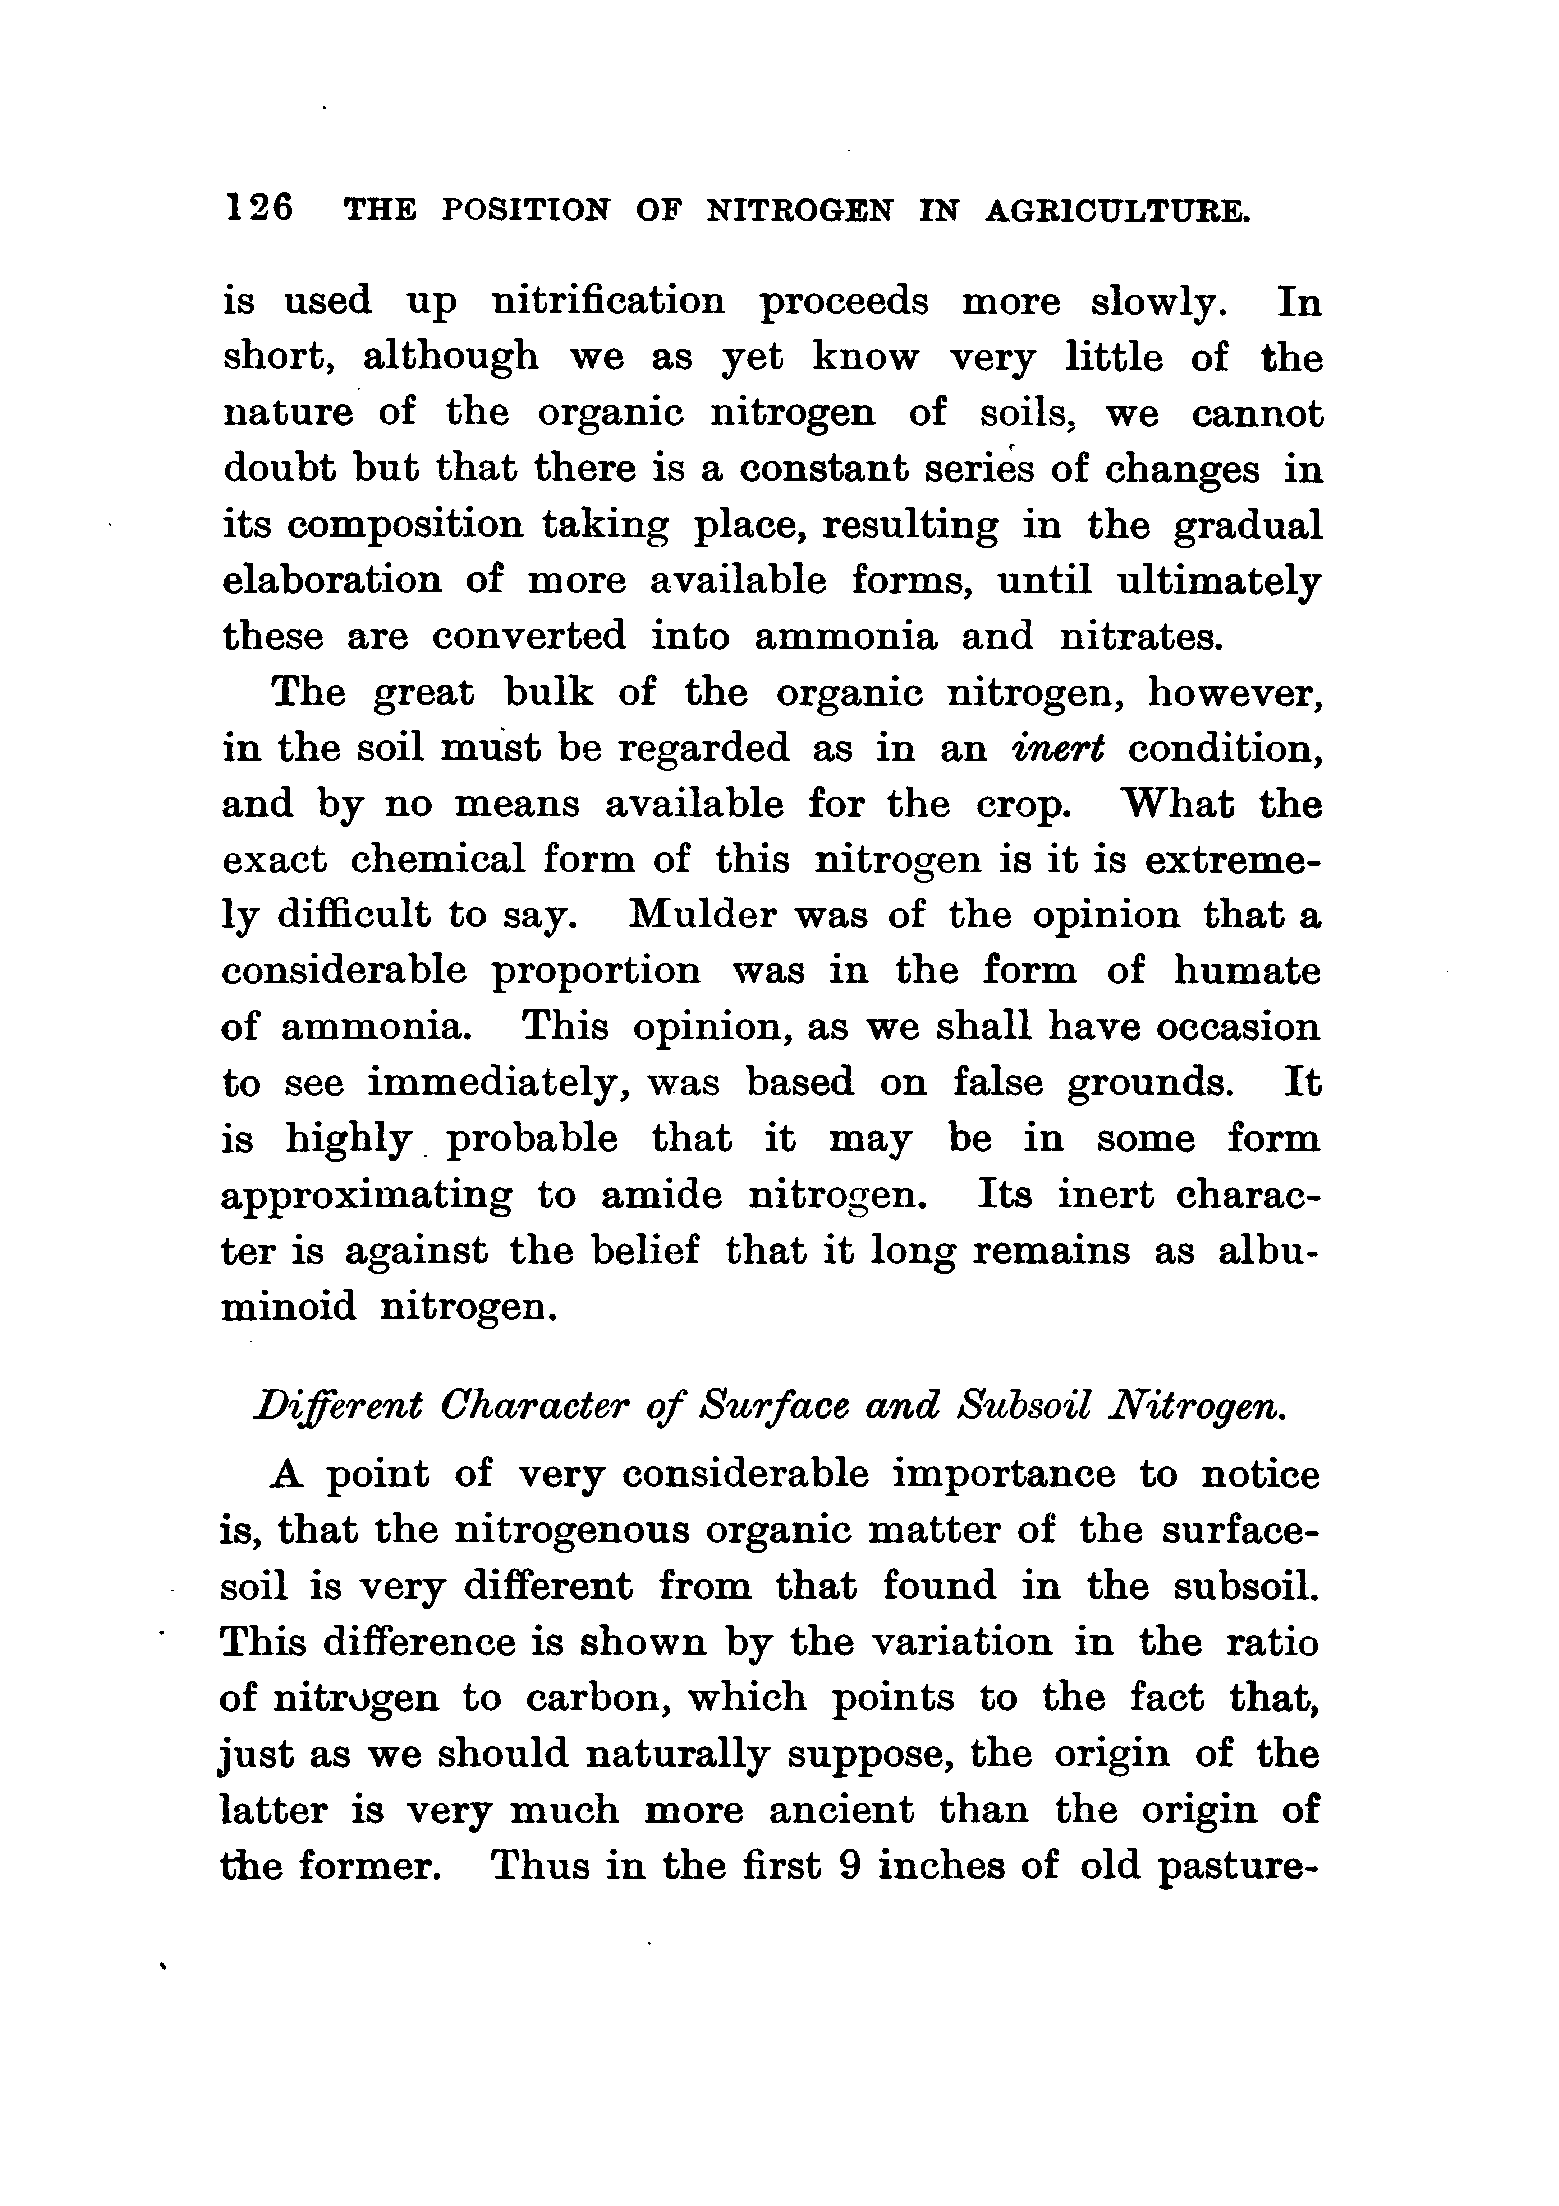 126 THE POSITION OF NITROGEN IN AGRICULTURE.
is used up nitrification proceeds more slowly. In
short, although we as yet know very little of the
nature of the organic nitrogen of soils, we cannot
doubt but that there is a constant series of changes in
its composition taking place, resulting in the gradual
elaboration of more available forms, until ultimately
these are converted into ammonia and nitrates.
The great bulk of the organic nitrogen, however,
in the soil must be regarded as in an inert condition,
and by no means available for the crop. What the
exact chemical form of this nitrogen is it is extreme-
ly difficult to say. Mulder was of the opinion that a
considerable proportion was in the form of humate
of ammonia. This opinion, as we shall have occasion
to see immediately, was based on false grounds. It
is highly probable that it may be in some form
approximating to amide nitrogen. Its inert charac-
ter is against the belief that it long remains as albu-
minoid nitrogen.
Different Character of Surface and Subsoil Nitrogen.
A point of very considerable importance to notice
is, that the nitrogenous organic matter of the surface-
soil is very different from that found in the subsoil.
This difference is shown by the variation in the ratio
of nitrogen to carbon, which points to the fact that,
just as we should naturally suppose, the origin of the
latter is very much more ancient than the origin of
the former. Thus in the first 9 inches of old pasture-